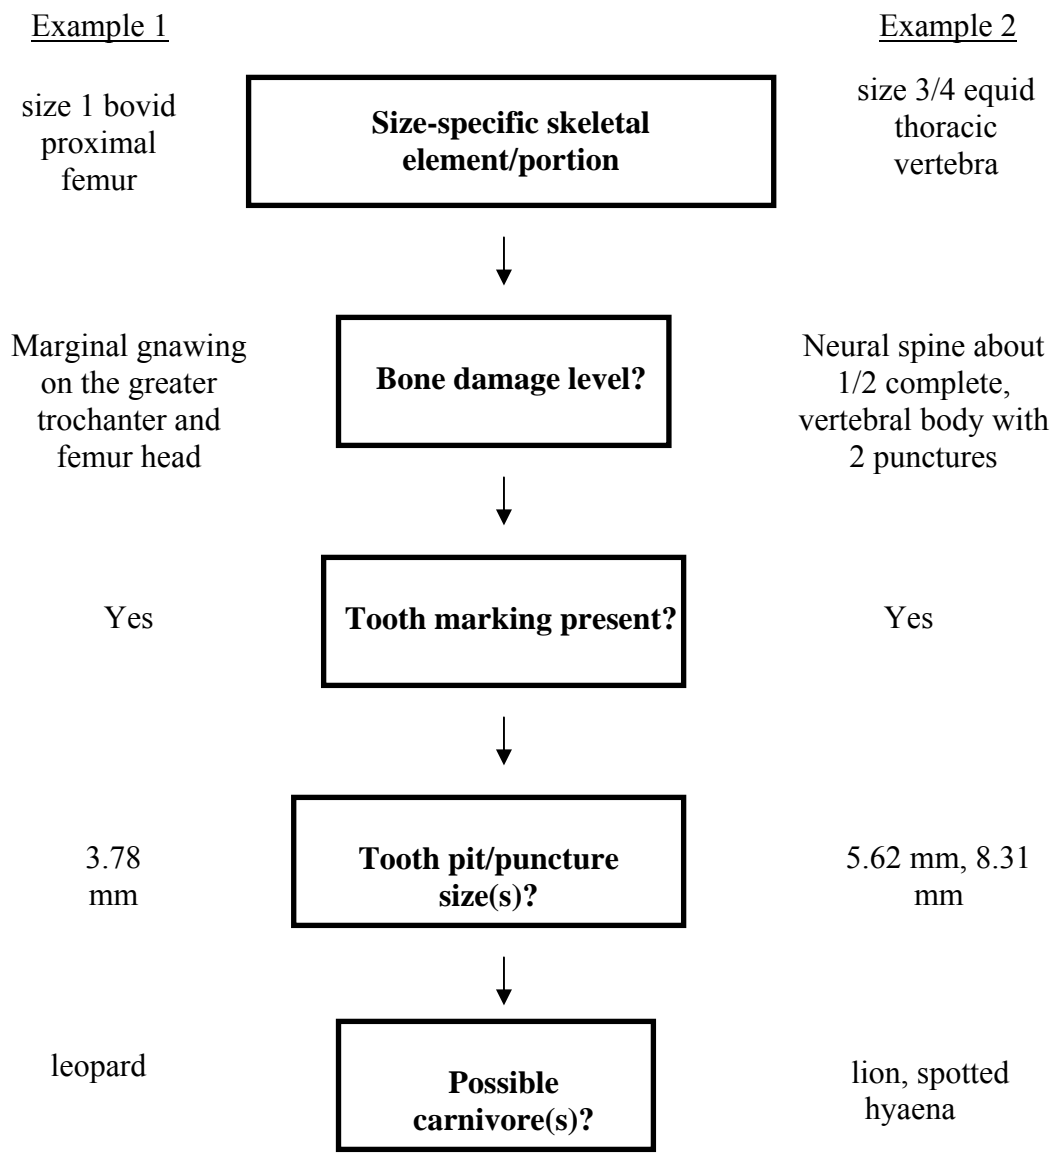 Example 1
Example 2
size 1 bovid
proximal
femur
Size-specific skeletal
element/portion
size 3/4 equid
thoracic
vertebra
Marginal gnawing
on the greater
trochanter and
femur head
Bone damage level?
Neural spine about
1/2 complete,
vertebral body with
2 punctures
Yes
Tooth marking present?
Yes
3.78
mm
Tooth pit/puncture
size(s)?
5.62 mm, 8.31
mm
leopard
Possible
carnivore(s)?
lion, spotted
hyaena